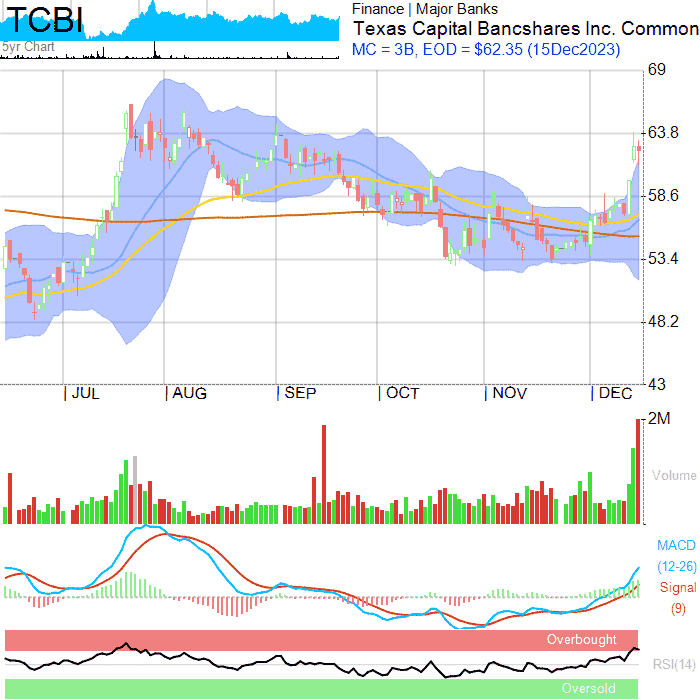 TCBI
5yr Chart
Finance | Major Banks
Texas Capital Bancshares Inc. Common
MC = 3B, EOD = $62.35 (15Dec2023)
69
63.8
58.6
53.4
48.2
43
JUL
AUG
SEP
OCT
NOV
DEC
2M
Volume
MACD
(12-26)
Signal
(9)
Overbought
RSI(14)
Oversold